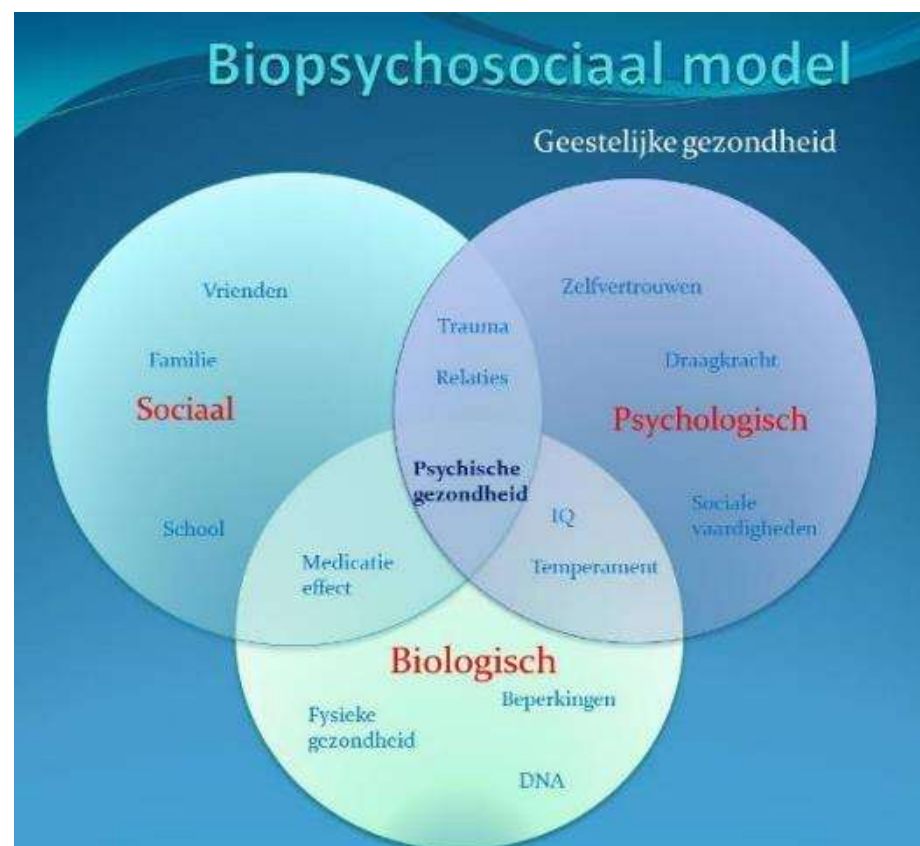 Biopsychosociaal model
Geestelijke gezondheid
Vrienden
Familie
Sociaal
School
Trauma
Relaties
Psychische
gezondheid
Zelfvertrouwen
Draagkracht
Psychologisch
Sociale
vaardigheden
IQ
Temperament
Medicatie
effect
Biologisch
Beperkingen
Fysieke
gezondheid
DNA